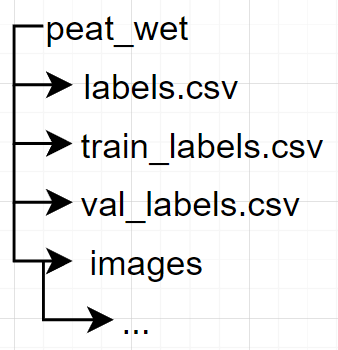 peat_wet
labels.csv
train_labels.csv
val_labels.csv
images
...